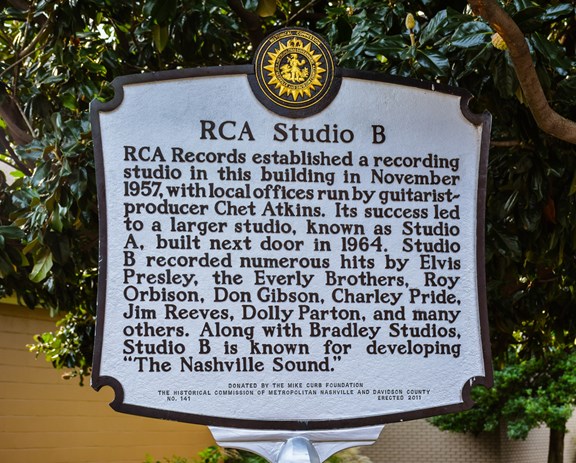 RCA Studio B
RCA Records established a recording
studio in this building in November
1957, with local offices run by guitarist-
producer Chet Atkins. Its success led
to a larger studio, known as Studio
A, built next door in 1964. Studio
B recorded numerous hits by Elvis
Presley, the Everly Brothers, Roy
Orbison, Don Gibson, Charley Pride,
Jim Reeves, Dolly Parton, and many
others. Along with Bradley Studios,
Studio B is known for developing
“The Nashville Sound.”
DONATED BY THE MIKE CURB FOUNDATION
THE HISTORICAL COMMISSION OF METROPOLITAN NASHVILLE AND DAVIDSON COUNTY
NO. 141 ERECTED 2011